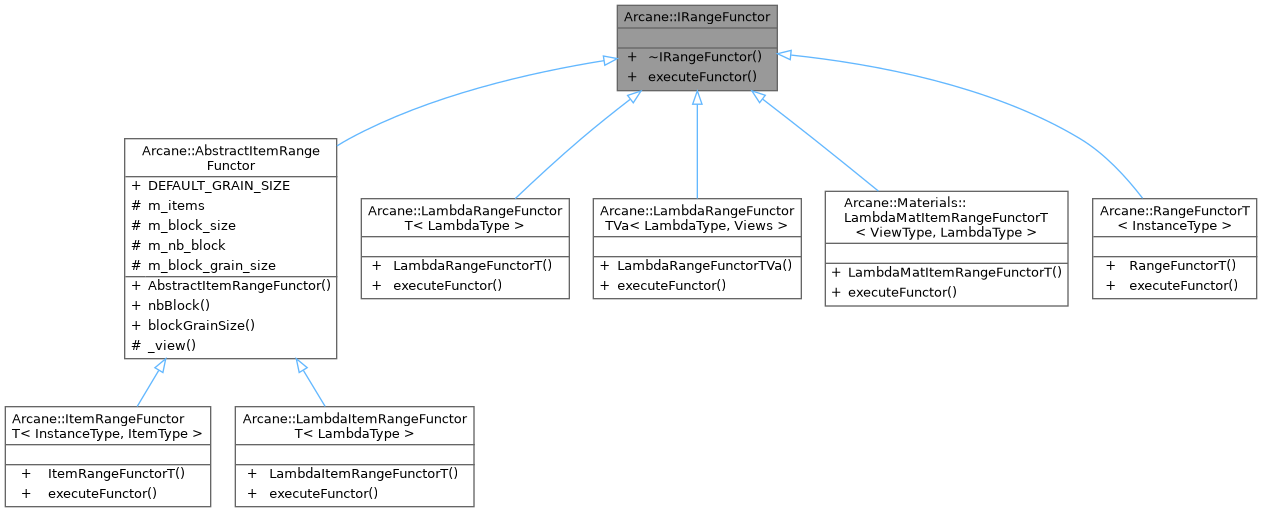 Arcane::IRangeFunctor
+ ~IRangeFunctor()
+ executeFunctor()
Arcane::AbstractItemRange
Functor
+ DEFAULT_GRAIN_SIZE
# m_items
# m_block_size
# m_nb_block
# m_block_grain_size
+ AbstractItemRangeFunctor()
+ nbBlock()
+ blockGrainSize()
# _view()
Arcane::LambdaRangeFunctor
T< LambdaType >
+ LambdaRangeFunctorT()
+ executeFunctor()
Arcane::LambdaRangeFunctor
TVa< LambdaType, Views >
+ LambdaRangeFunctorTVa()
+ executeFunctor()
Arcane::Materials::
LambdaMatItemRangeFunctorT
< ViewType, LambdaType >
+ LambdaMatItemRangeFunctorT()
+ executeFunctor()
Arcane::RangeFunctorT
< InstanceType >
+ RangeFunctorT()
+ executeFunctor()
Arcane::ItemRangeFunctor
T< InstanceType, ItemType >
+ ItemRangeFunctorT()
+ executeFunctor()
Arcane::LambdaItemRangeFunctor
T< LambdaType >
+ LambdaItemRangeFunctorT()
+ executeFunctor()